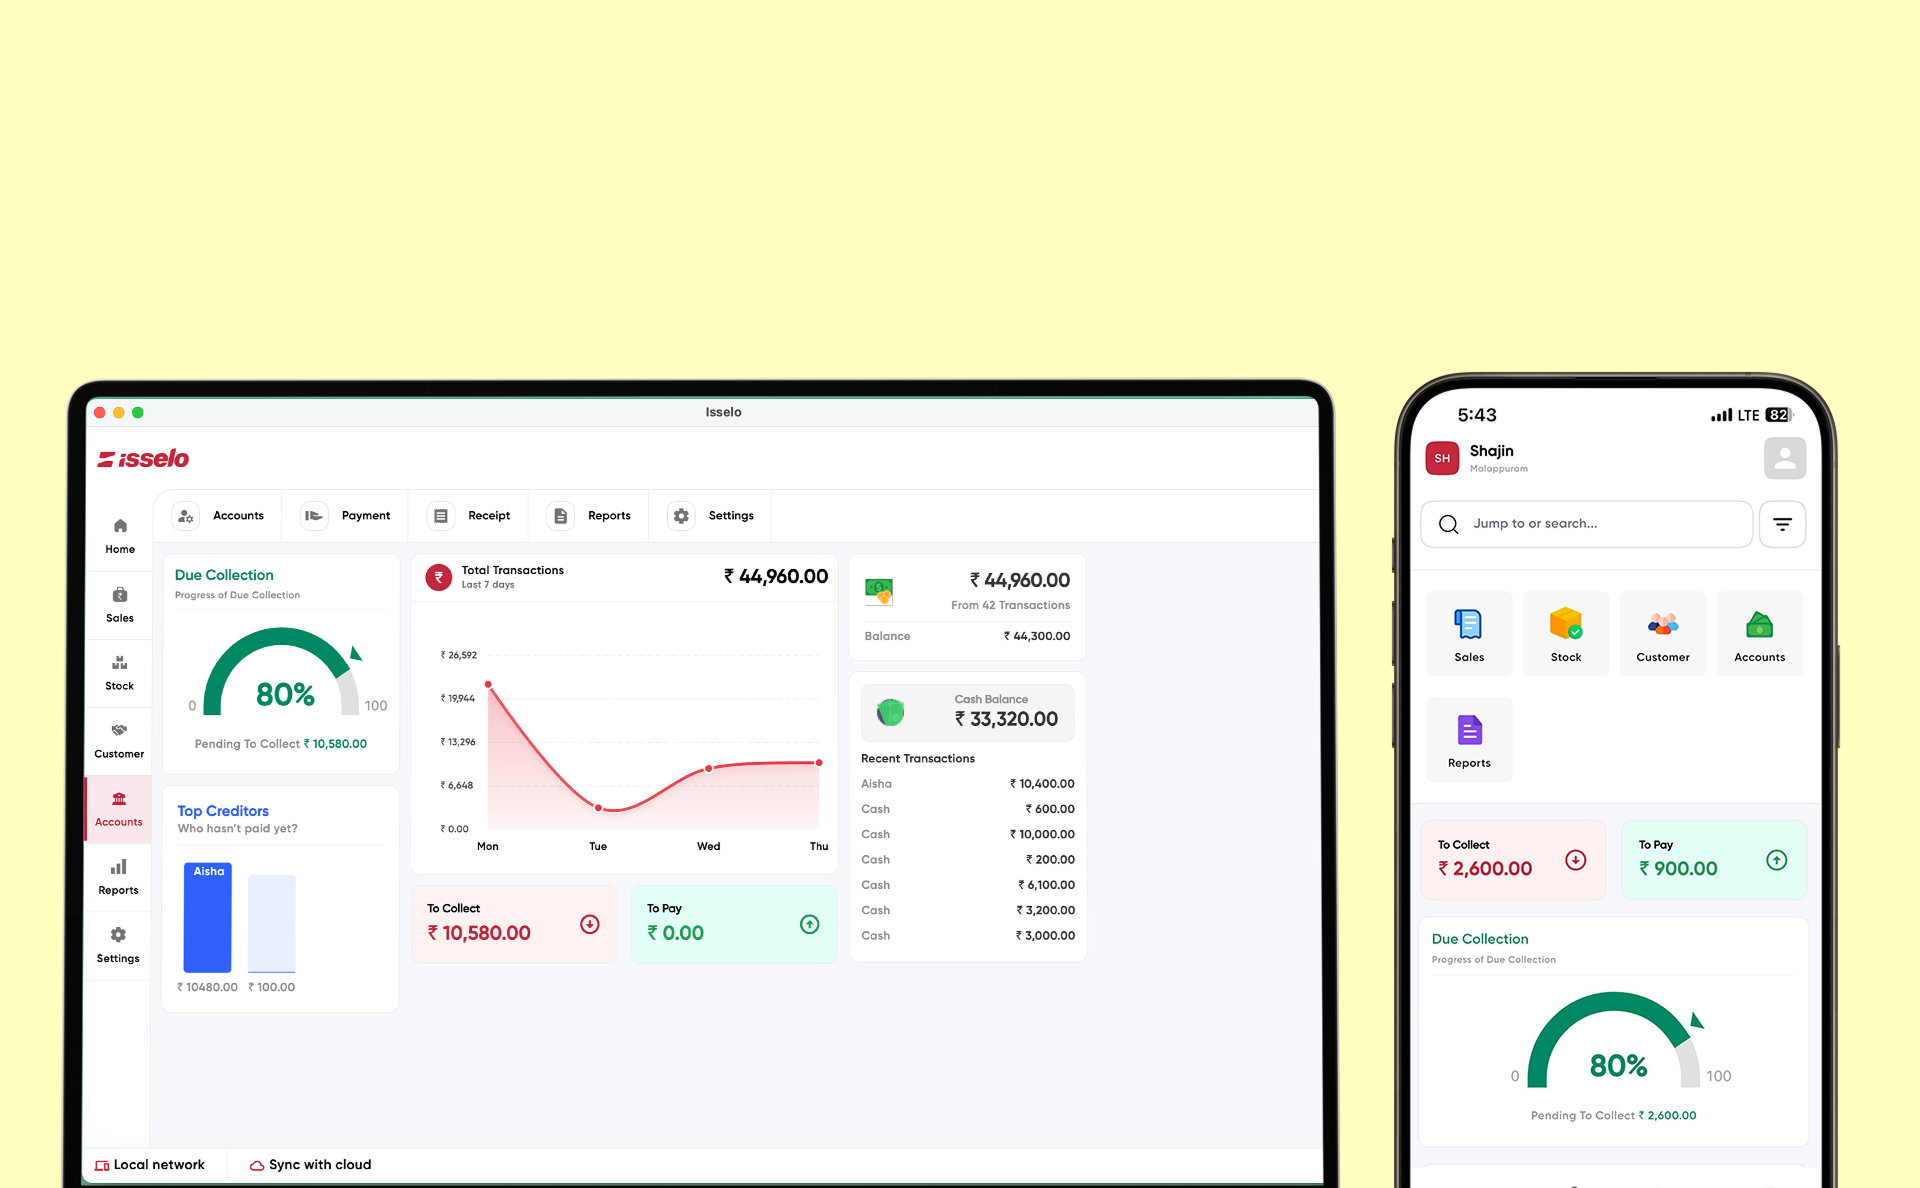 Isselo
isselo
Home
Sales
Stock
Customer
Accounts
Reports
Settings
Accounts
Payment
Receipt
Reports
Settings
Due Collection
Progress of Due Collection
80%
0
100
Pending To Collect ₹ 10,580.00
Top Creditors
Who hasn't paid yet?
Aisha
₹ 10480.00 ₹ 100.00
₹
Total Transactions
Last 7 days
₹ 44,960.00
₹ 26,592
₹ 19,944
₹ 13,296
₹ 6,648
₹ 0.00
Mon Tue Wed Thu
To Collect
₹ 10,580.00
To Pay
₹ 0.00
₹ 44,960.00
From 42 Transactions
Balance ₹ 44,300.00
Cash Balance
₹ 33,320.00
Recent Transactions
Aisha ₹ 10,400.00
Cash ₹ 600.00
Cash ₹ 10,000.00
Cash ₹ 200.00
Cash ₹ 6,100.00
Cash ₹ 3,200.00
Cash ₹ 3,000.00
Local network
Sync with cloud
5:43
LTE 82
SH
Shajin
Malappuram
Jump to or search...
Sales
Stock
Customer
Accounts
Reports
To Collect
₹ 2,600.00
To Pay
₹ 900.00
Due Collection
Progress of Due Collection
80%
0
100
Pending To Collect ₹ 2,600.00